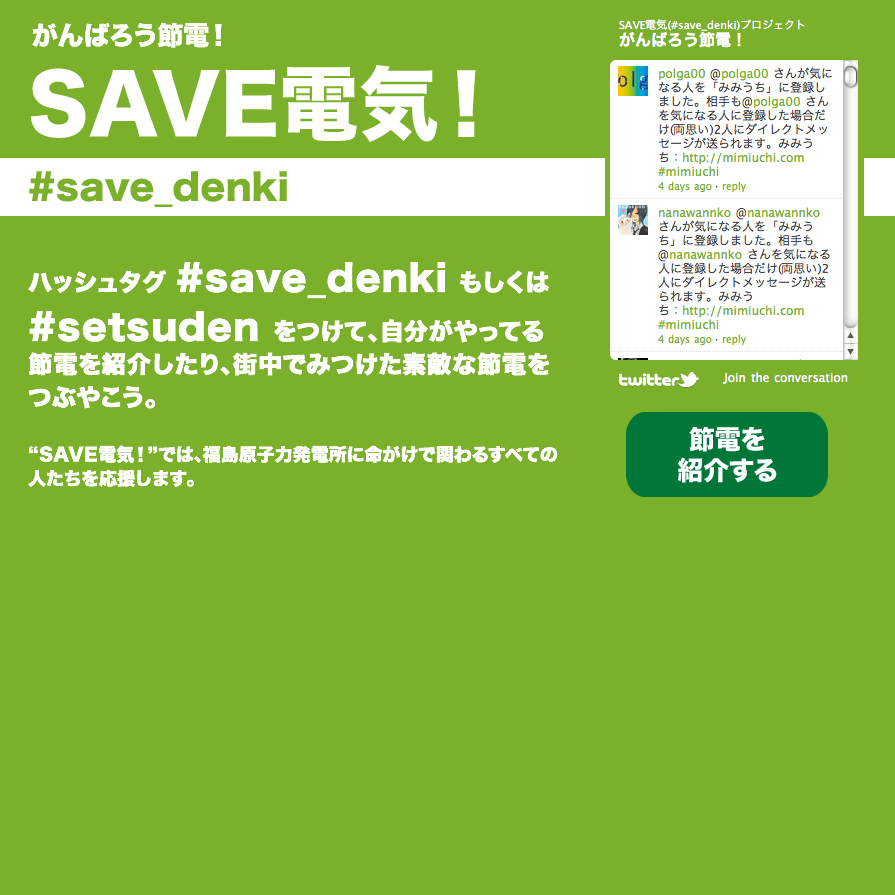 がんばろう節電！
SAVE電気！
#save_denki
ハッシュタグ #save_denki もしくは
#setsuden をつけて、自分がやってる
節電を紹介したり、街中でみつけた素敵な節電を
つぶやこう。
“SAVE電気！”では、福島原子力発電所に命がけで関わるすべての
人たちを応援します。
SAVE電気(#save_denki)プロジェクト
がんばろう節電！
polga00 @polga00 さんが気に
なる人を「みみうち」に登録し
ました。相手も@polga00 さん
を気になる人に登録した場合だ
け(両思い)2人にダイレクトメッ
セージが送られます。みみう
ち：http://mimiuchi.com
#mimiuchi
4 days ago · reply
nanawannko @nanawannko
さんが気になる人を「みみう
ち」に登録しました。相手も
@nanawannko さんを気になる
人に登録した場合だけ(両思い)2
人にダイレクトメッセージが送
られます。みみう
ち：http://mimiuchi.com
#mimiuchi
4 days ago · reply
twitter Join the conversation
節電を
紹介する